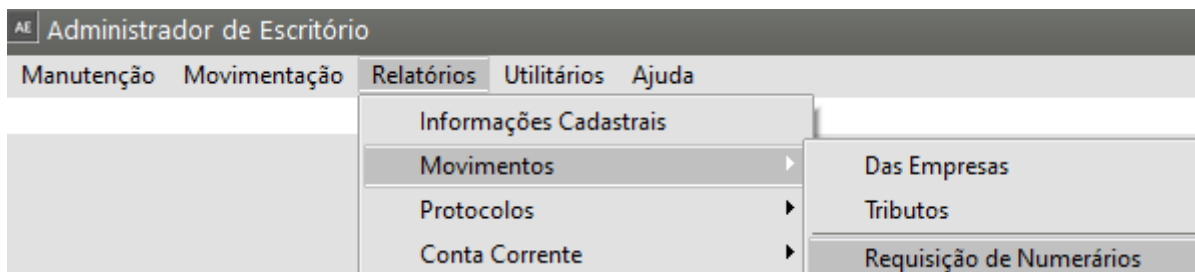 AE Administrador de Escritório
Manutenção Movimentação Relatórios Utilitários Ajuda
Informações Cadastrais
Movimentos
Das Empresas
Protocolos
Tributos
Conta Corrente
Requisição de Numerários